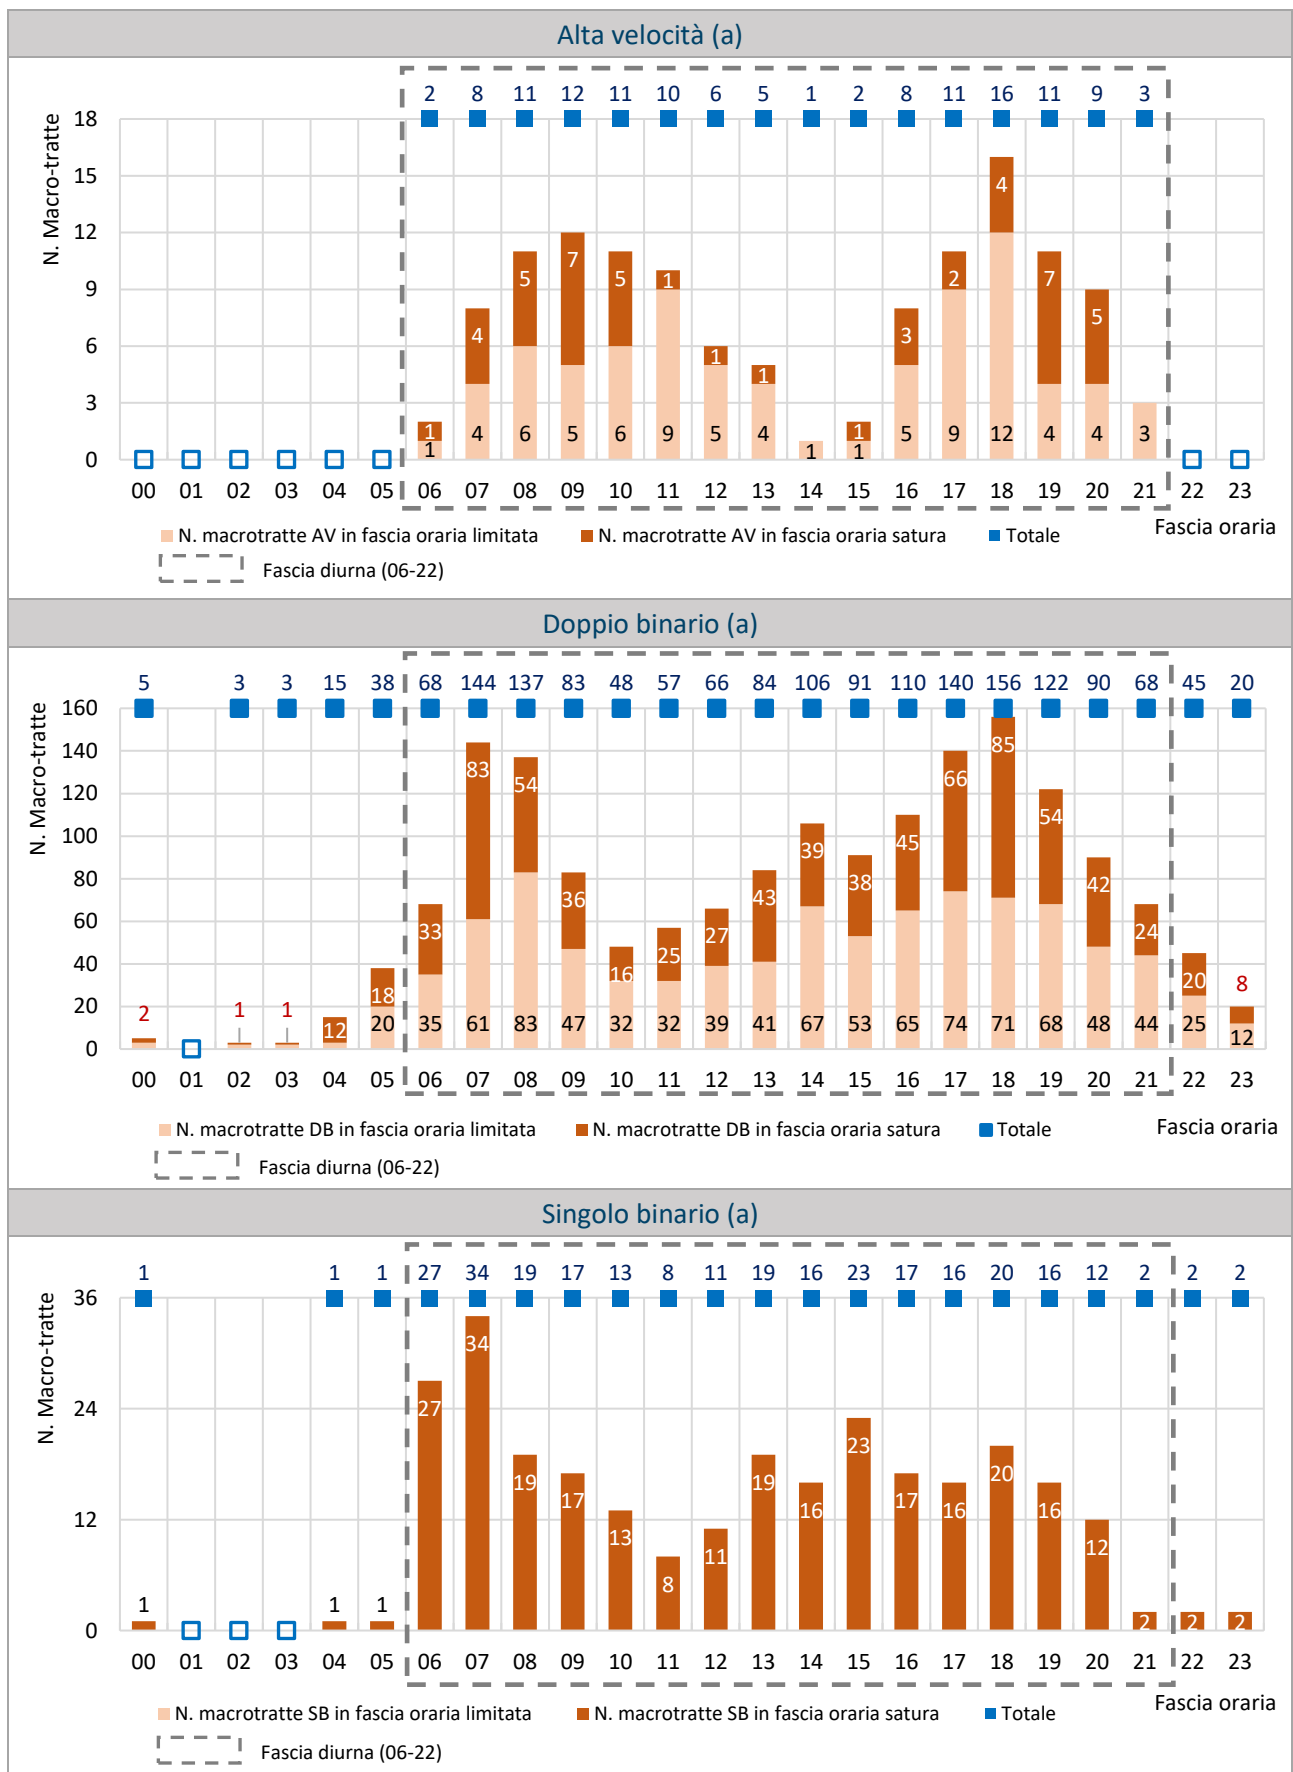 Alta velocità (a)
2 8 11 12 11 10 6 5 1 2 8 11 16 11 9 3
N. Macro-tratte
18
15
12
9
6
3
0
1 4 5 7 5 1 1 1 1 3 2 4 7 5
1 4 6 5 6 9 5 4 1 1 5 9 12 4 4 3
00 01 02 03 04 05 06 07 08 09 10 11 12 13 14 15 16 17 18 19 20 21 22 23
Fascia oraria
N. macrotratte AV in fascia oraria limitata N. macrotratte AV in fascia oraria satura Totale
Fascia diurna (06-22)
Doppio binario (a)
5 3 3 15 38 68 144 137 83 48 57 66 84 106 91 110 140 156 122 90 68 45 20
N. Macro-tratte
160
140
120
100
80
60
40
20
0
2 1 1 12 18 33 83 54 36 16 25 27 43 39 38 45 66 85 54 42 24 20 8
20 35 61 83 47 32 32 39 41 67 53 65 74 71 68 48 44 25 12
00 01 02 03 04 05 06 07 08 09 10 11 12 13 14 15 16 17 18 19 20 21 22 23
N. macrotratte DB in fascia oraria limitata N. macrotratte DB in fascia oraria satura Totale Fascia oraria
Fascia diurna (06-22)
Singolo binario (a)
1 1 1 27 34 19 17 13 8 11 19 16 23 17 16 20 16 12 2 2 2
N. Macro-tratte
36
24
12
0
1 1 1 27 34 19 17 13 8 11 19 16 23 17 16 20 16 12 2 2 2
00 01 02 03 04 05 06 07 08 09 10 11 12 13 14 15 16 17 18 19 20 21 22 23
Fascia oraria
N. macrotratte SB in fascia oraria limitata N. macrotratte SB in fascia oraria satura Totale
Fascia diurna (06-22)